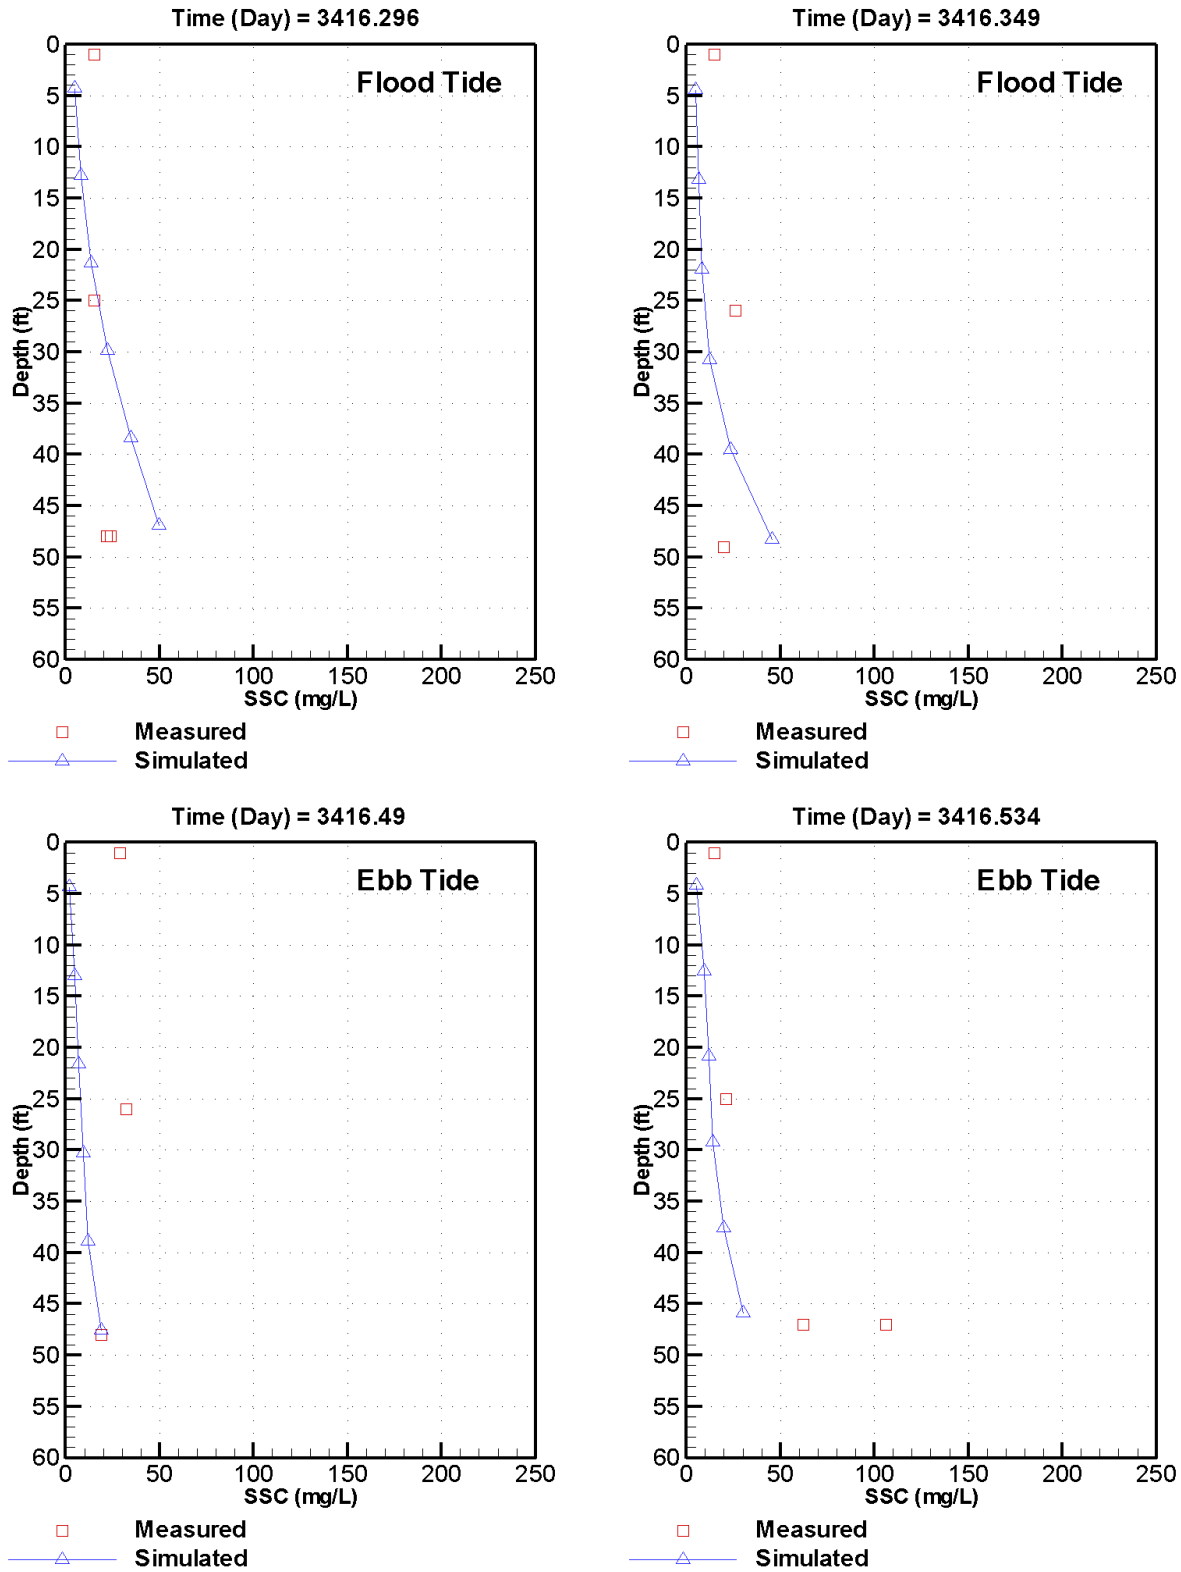 Time (Day) = 3416.296
Flood Tide
0
5
10
15
20
25
30
35
40
45
50
55
60
Depth (ft)
0 50 100 150 200 250
SSC (mg/L)
Measured
Simulated
Time (Day) = 3416.349
Flood Tide
0
5
10
15
20
25
30
35
40
45
50
55
60
Depth (ft)
0 50 100 150 200 250
SSC (mg/L)
Measured
Simulated
Time (Day) = 3416.49
Ebb Tide
0
5
10
15
20
25
30
35
40
45
50
55
60
Depth (ft)
0 50 100 150 200 250
SSC (mg/L)
Measured
Simulated
Time (Day) = 3416.534
Ebb Tide
0
5
10
15
20
25
30
35
40
45
50
55
60
Depth (ft)
0 50 100 150 200 250
SSC (mg/L)
Measured
Simulated